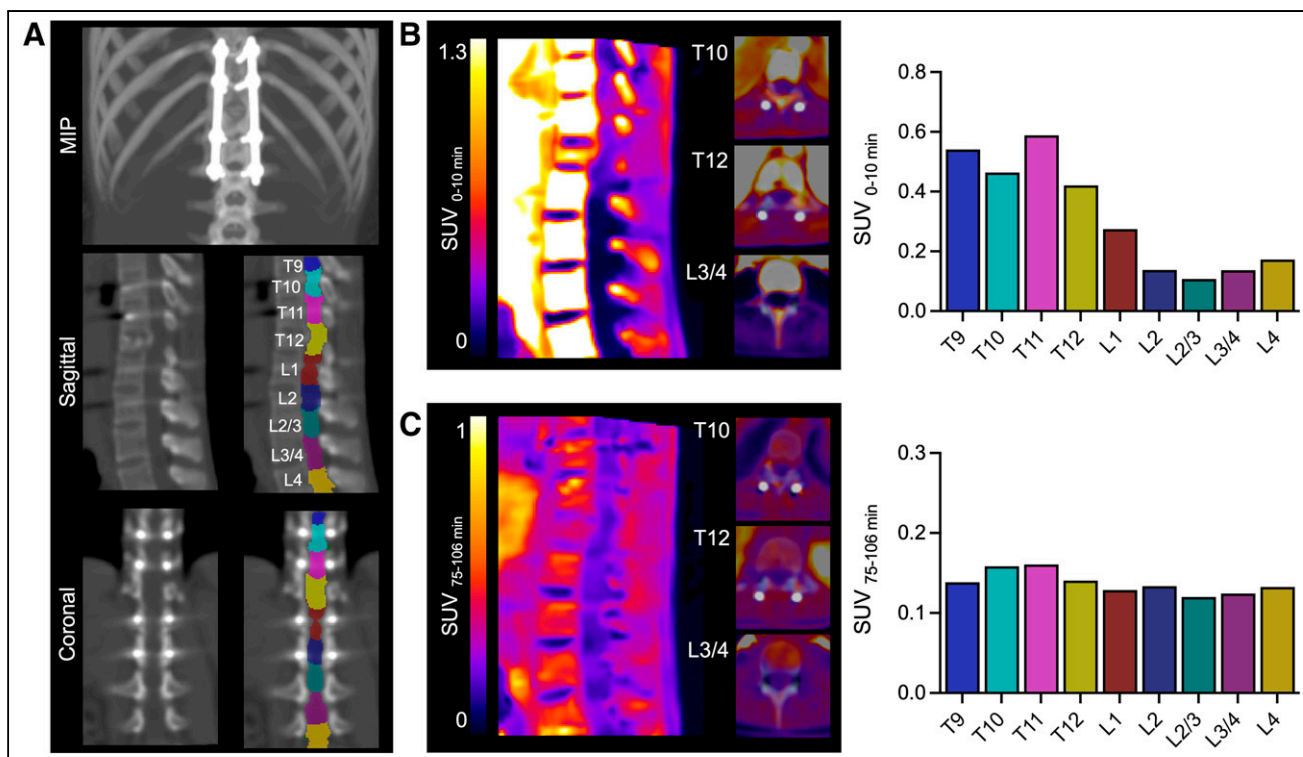 A
MIP
Sagittal
T9
T10
T11
T12
L1
L2
L2/3
L3/4
L4
Coronal
B
1.3
SUV 0-10 min
0
T10
T12
L3/4
0.8
0.6
0.4
0.2
0.0
SUV 0-10 min
T9 T10 T11 T12 L1 L2 L2/3 L3/4 L4
C
1
SUV 75-106 min
0
T10
T12
L3/4
0.3
0.2
0.1
0.0
SUV 75-106 min
T9 T10 T11 T12 L1 L2 L2/3 L3/4 L4